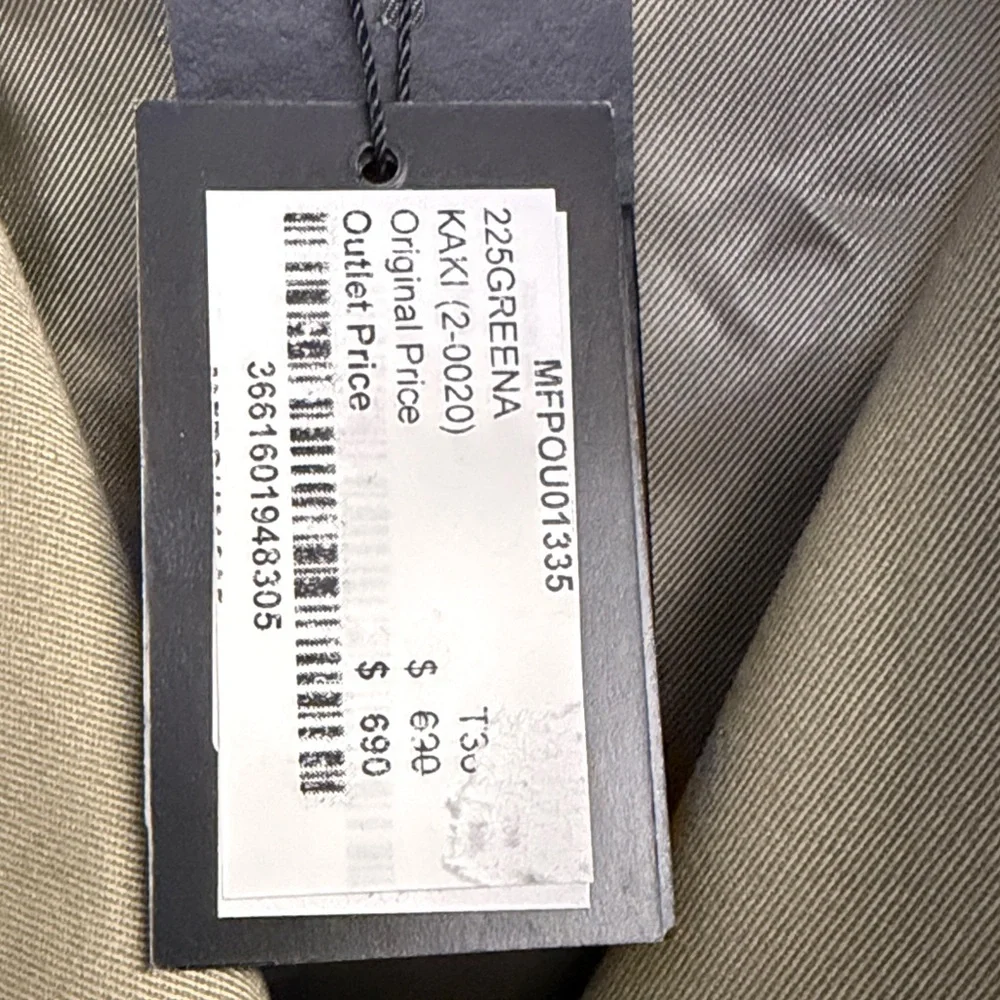 MFPOU01335
225GREENA
KAKI (2-0020)
Original Price $ 690
Outlet Price $ 690
3661601948305